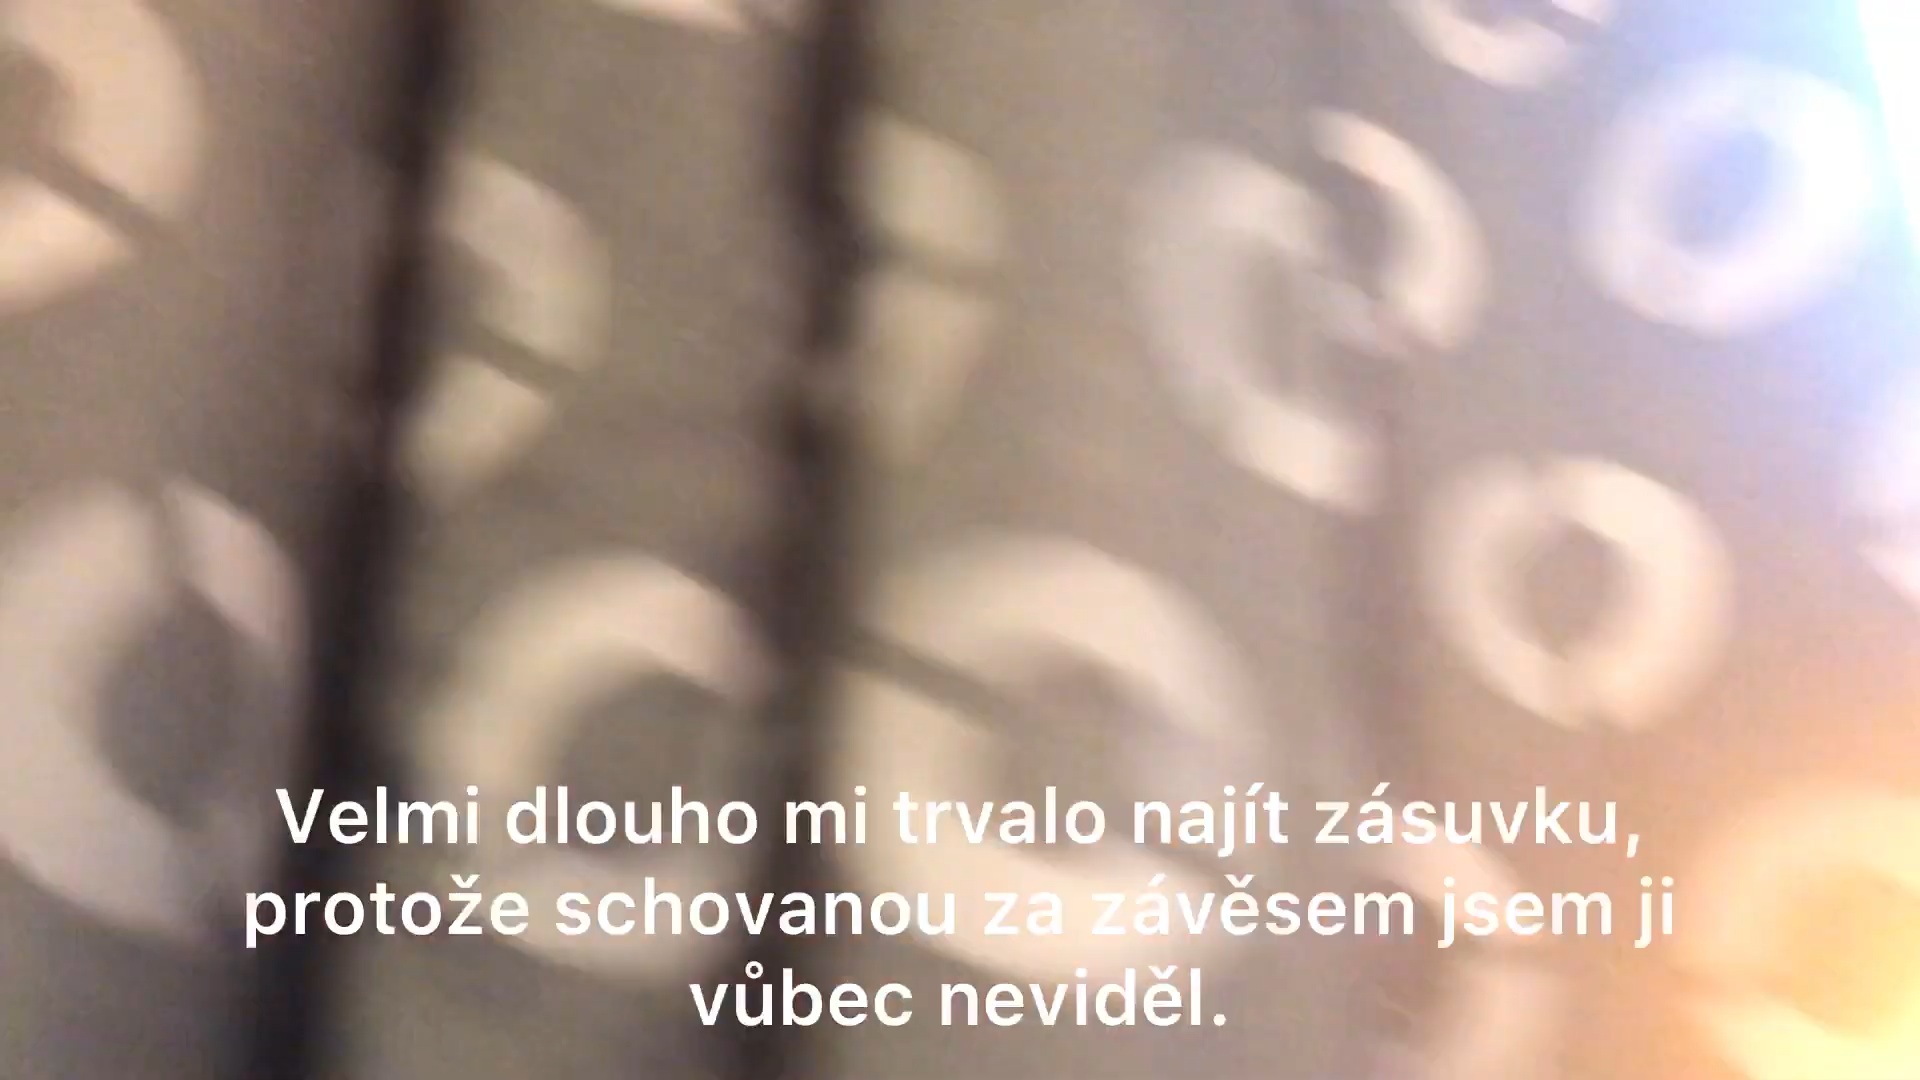 Velmi dlouho mi trvalo najít zásuvku,
protože schovanou za závěsem jsem ji
vůbec neviděl.